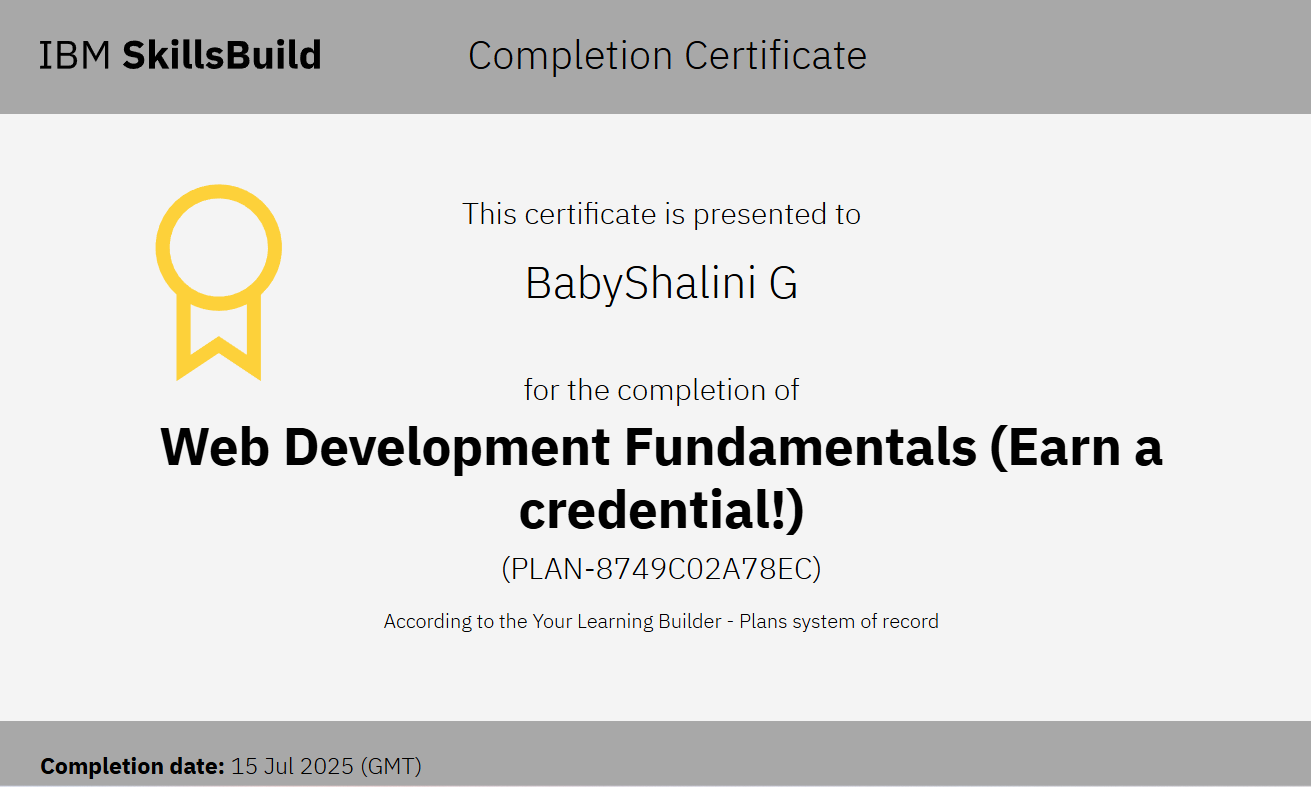 IBM SkillsBuild
Completion Certificate
This certificate is presented to
BabyShalini G
for the completion of
Web Development Fundamentals (Earn a
credential!)
(PLAN-8749C02A78EC)
According to the Your Learning Builder - Plans system of record
Completion date: 15 Jul 2025 (GMT)